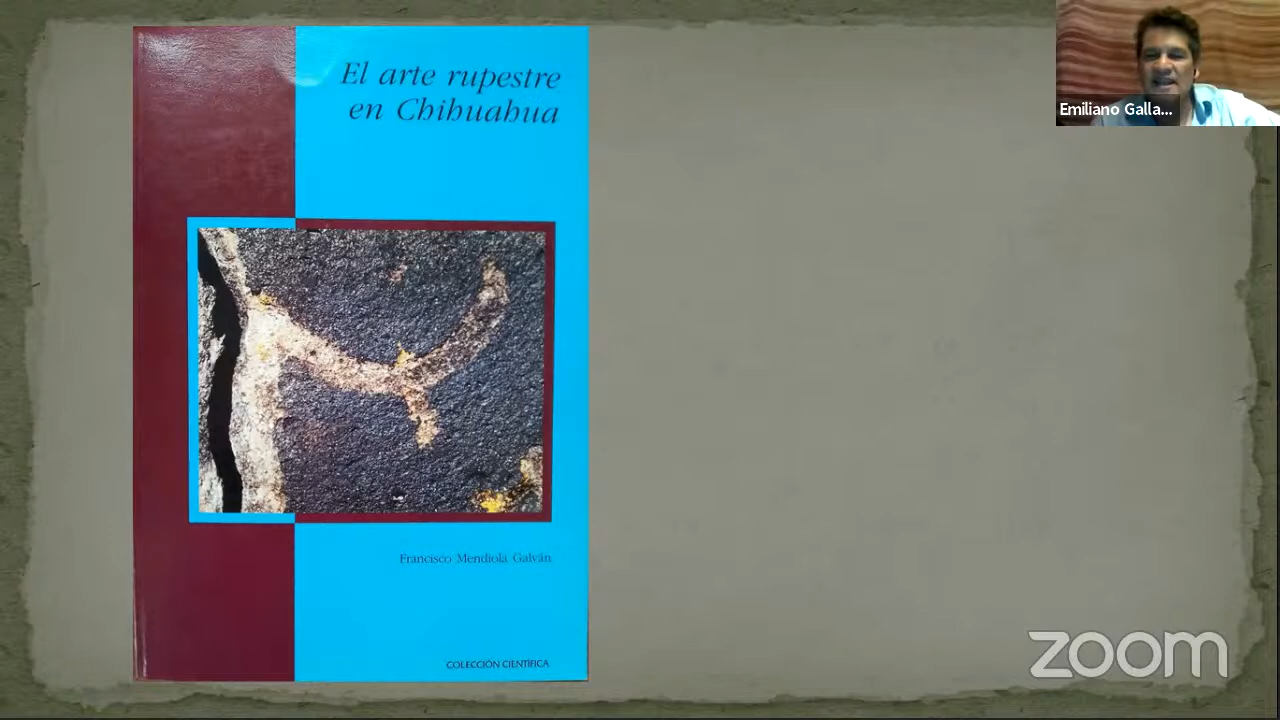 El arte rupestre
en Chihuahua
Francisco Mendiola Galván
COLECCIÓN CIENTÍFICA
Emiliano Galla...
zoom